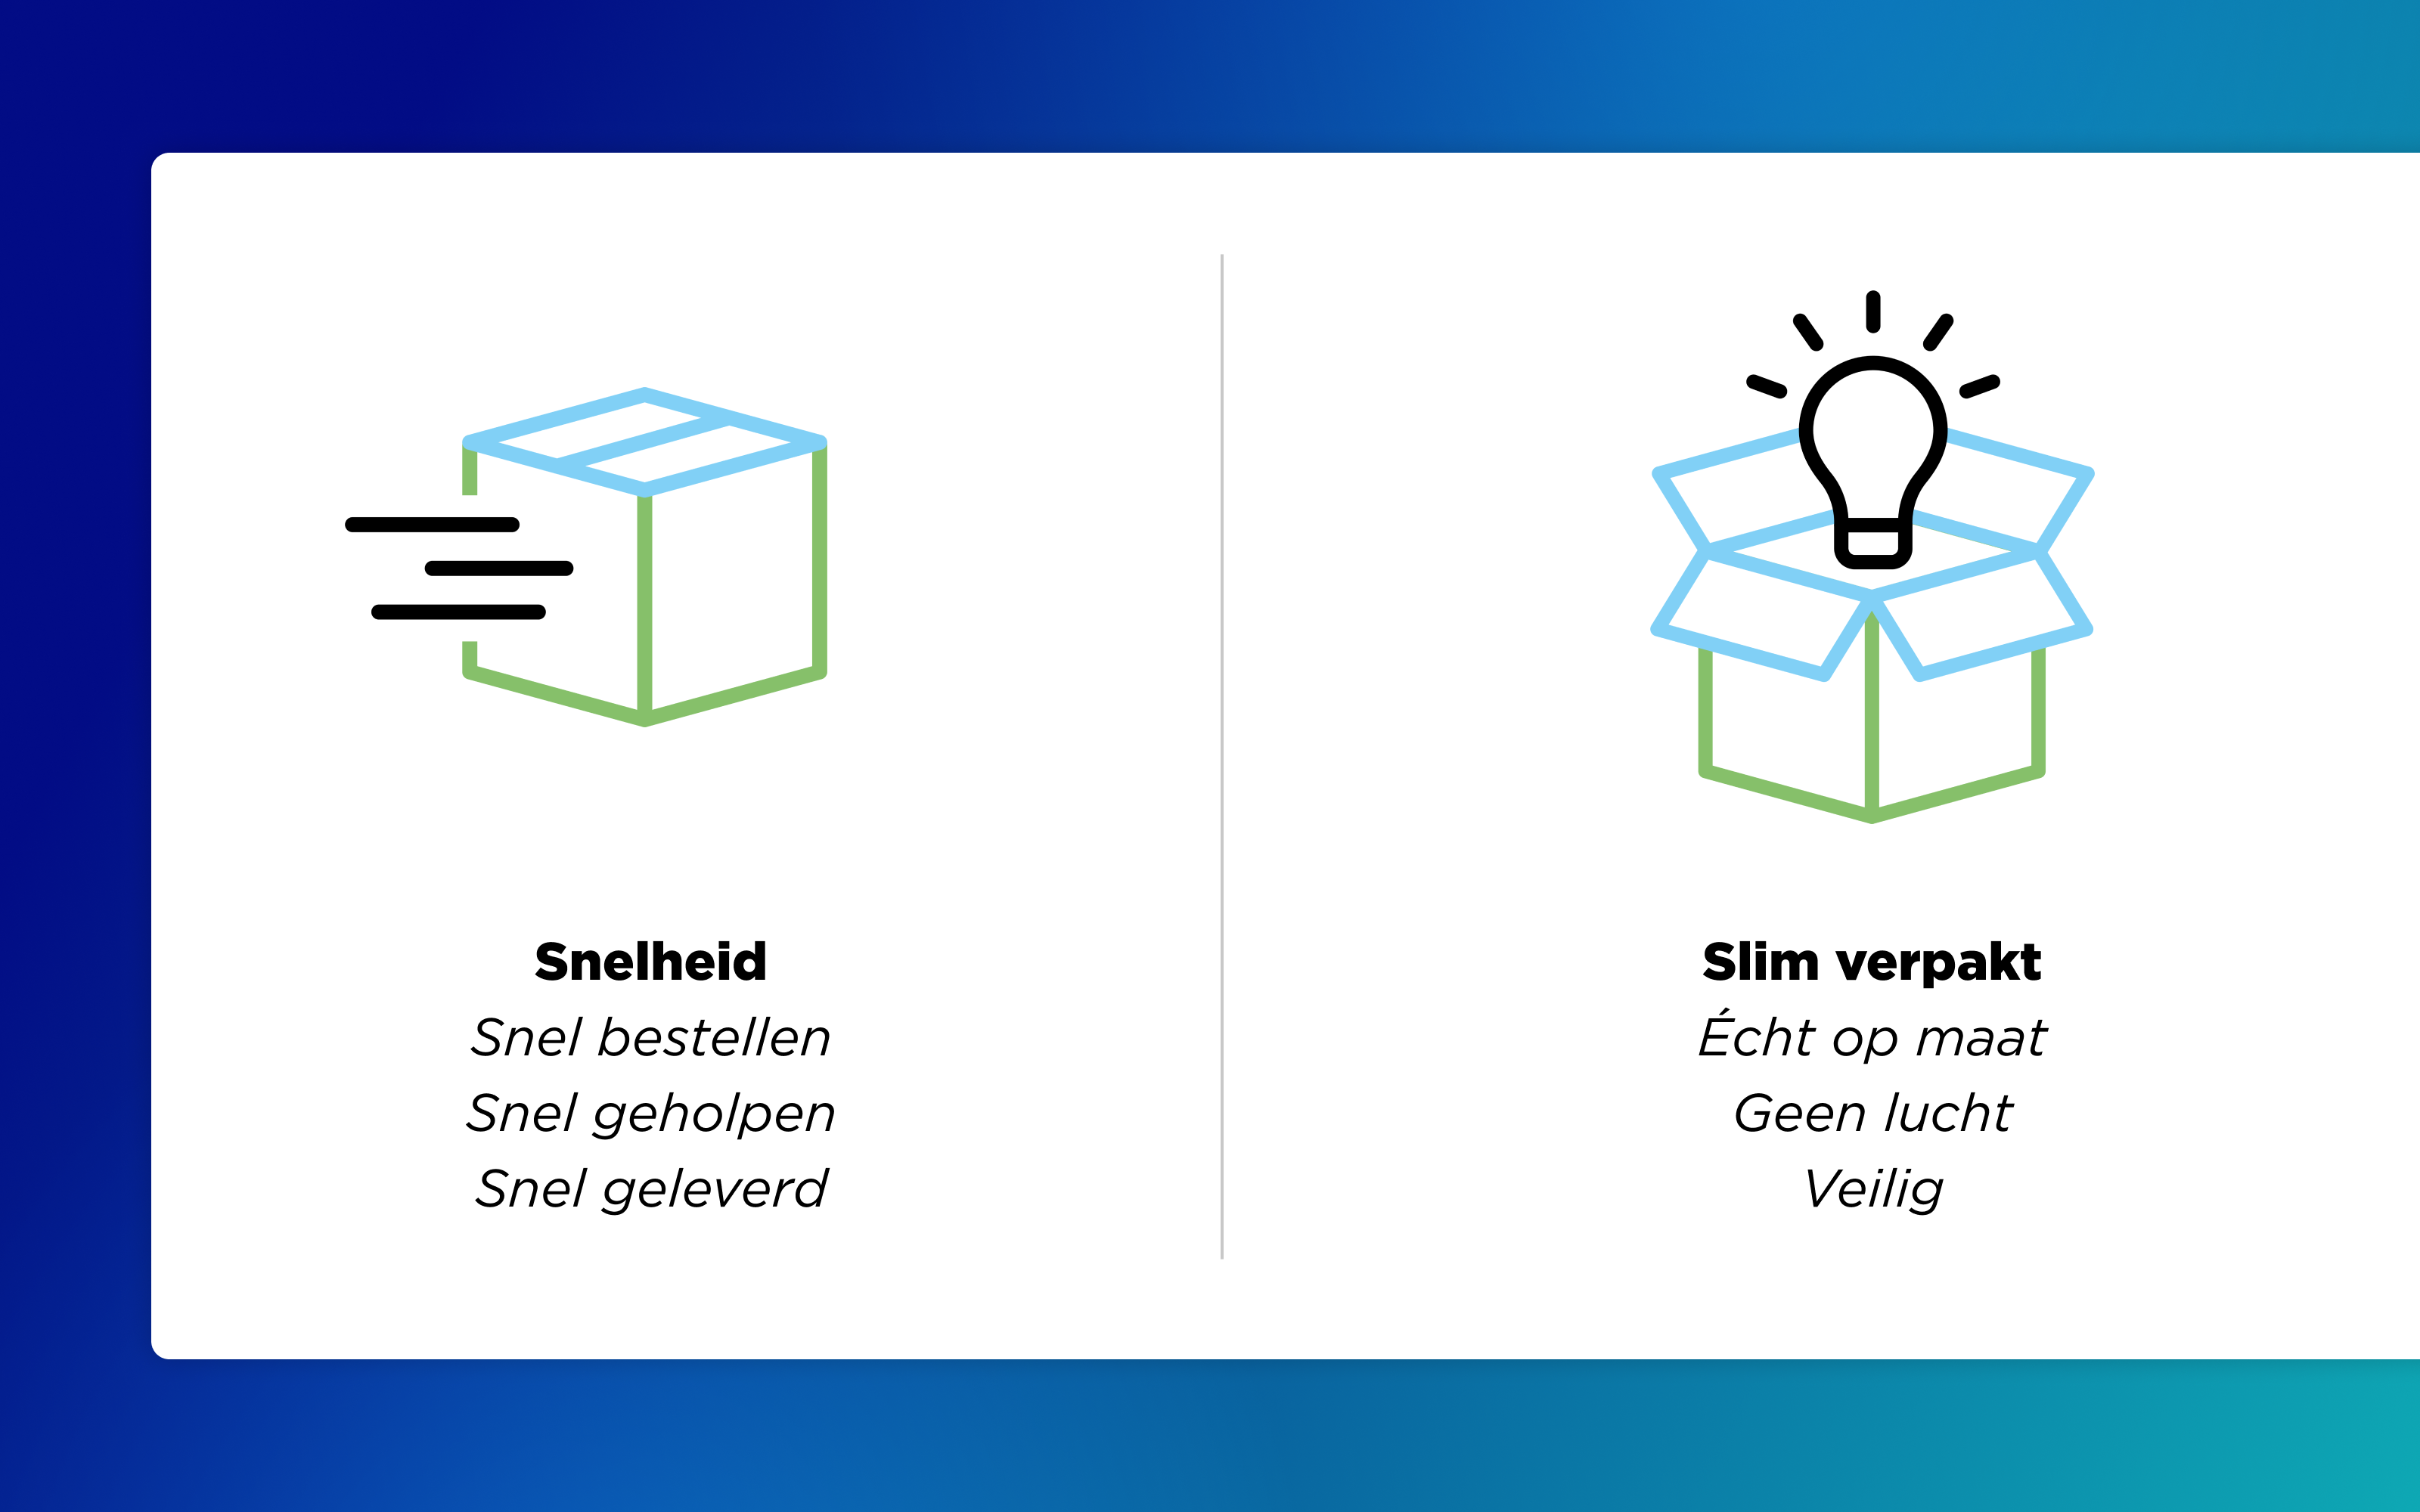 Snelheid
Snel bestellen
Snel geholpen
Snel geleverd
Slim verpakt
Écht op maat
Geen lucht
Veilig